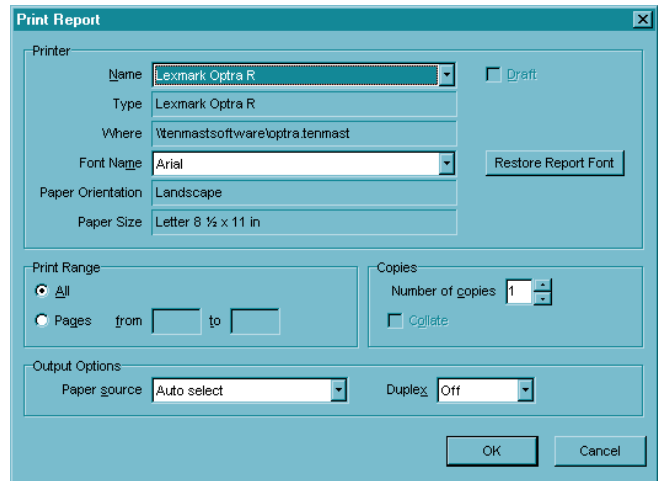 Print Report
Printer
Name Lexmark Optra R Draft
Type Lexmark Optra R
Where \\tenmastsoftware\optra.tenmast
Font Name Arial Restore Report Font
Paper Orientation Landscape
Paper Size Letter 8 ½ x 11 in
Print Range
All
Pages from to
Copies
Number of copies 1
Collate
Output Options
Paper source Auto select Duplex Off
OK Cancel